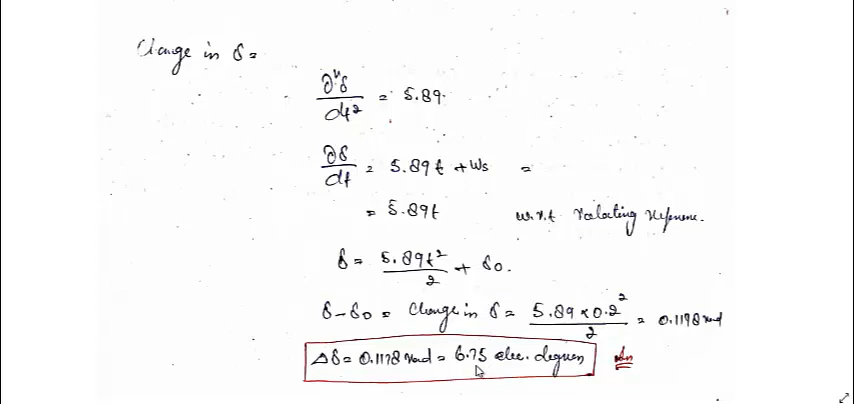 Change in δ =
∂²δ/dt² = 5.89.
∂δ/dt = 5.89t + ωs =
= 5.89t w.r.t rotating reference.
δ = 5.89t²/2 + δ0.
δ - δ0 = Change in δ = 5.89 × 0.2²/2 = 0.1178 rad
Δδ = 0.1178 rad = 6.75 elec. degrees Ans